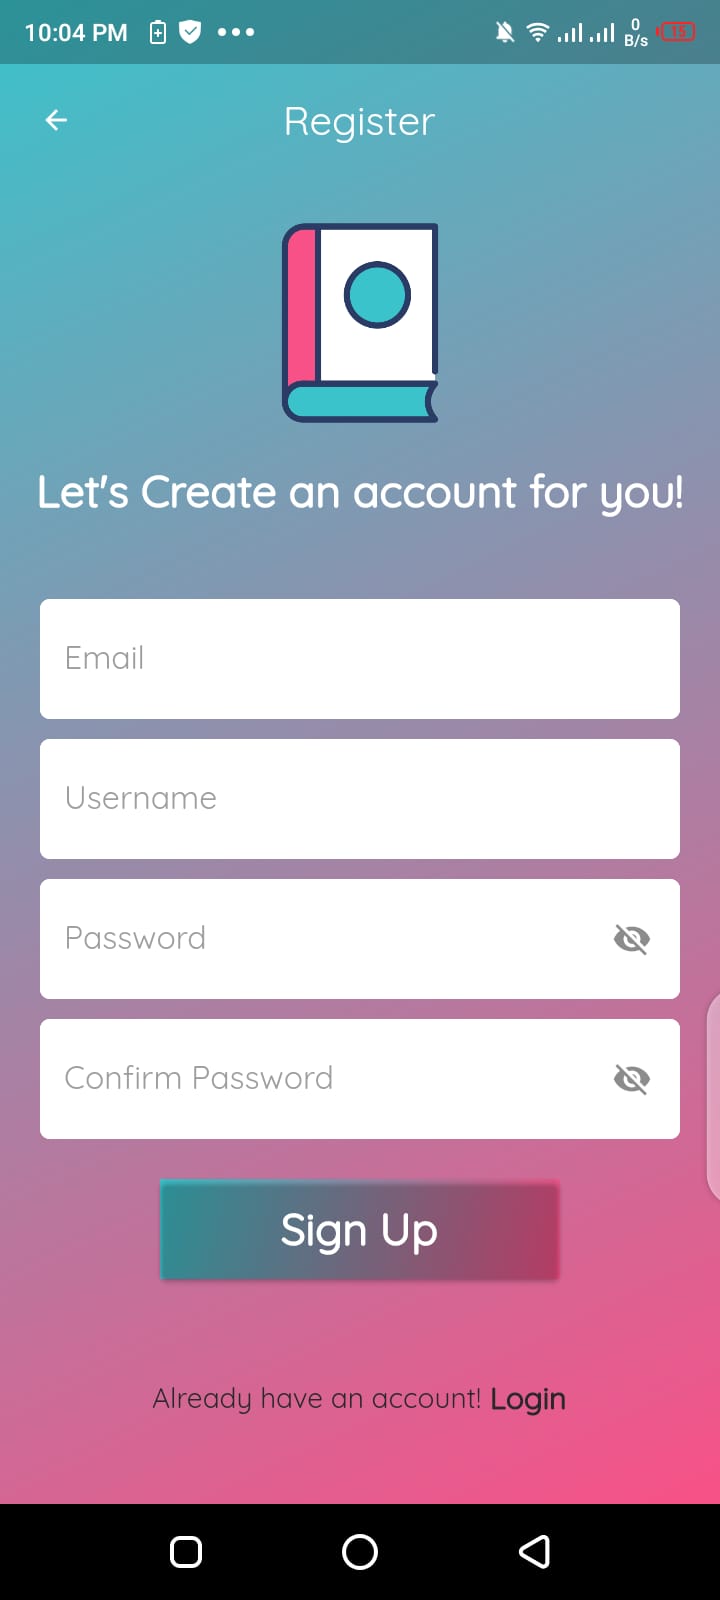 10:04 PM
0
B/s
15
Register
Let's Create an account for you!
Email
Username
Password
Confirm Password
Sign Up
Already have an account! Login